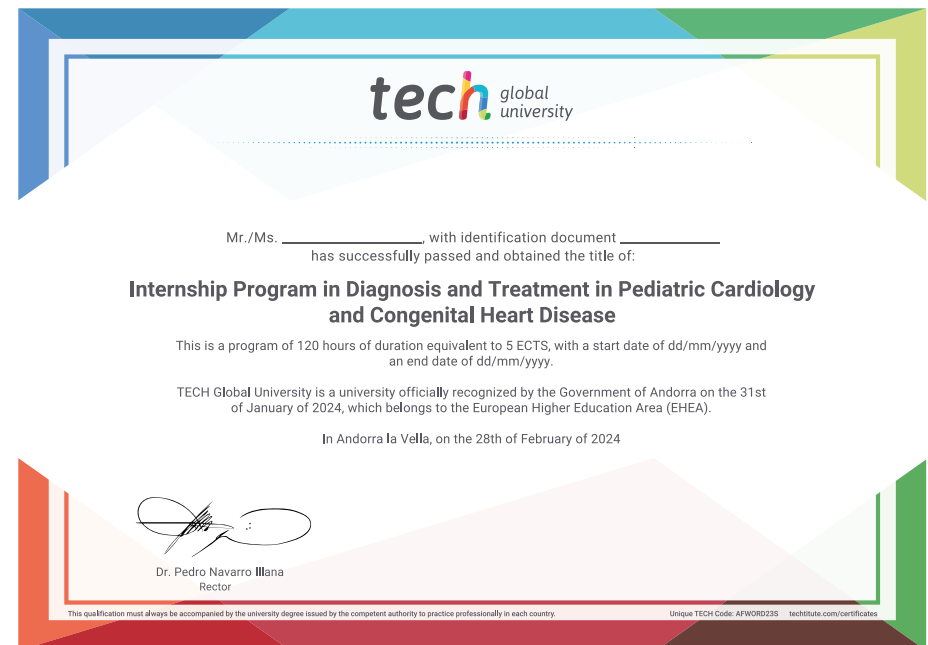 tech global university
Mr./Ms. ____________________, with identification document ______________
has successfully passed and obtained the title of:
Internship Program in Diagnosis and Treatment in Pediatric Cardiology
and Congenital Heart Disease
This is a program of 120 hours of duration equivalent to 5 ECTS, with a start date of dd/mm/yyyy and
an end date of dd/mm/yyyy.
TECH Global University is a university officially recognized by the Government of Andorra on the 31st
of January of 2024, which belongs to the European Higher Education Area (EHEA).
In Andorra la Vella, on the 28th of February of 2024
Dr. Pedro Navarro Illana
Rector
This qualification must always be accompanied by the university degree issued by the competent authority to practice professionally in each country.
Unique TECH Code: AFWORD23S techtitute.com/certificates